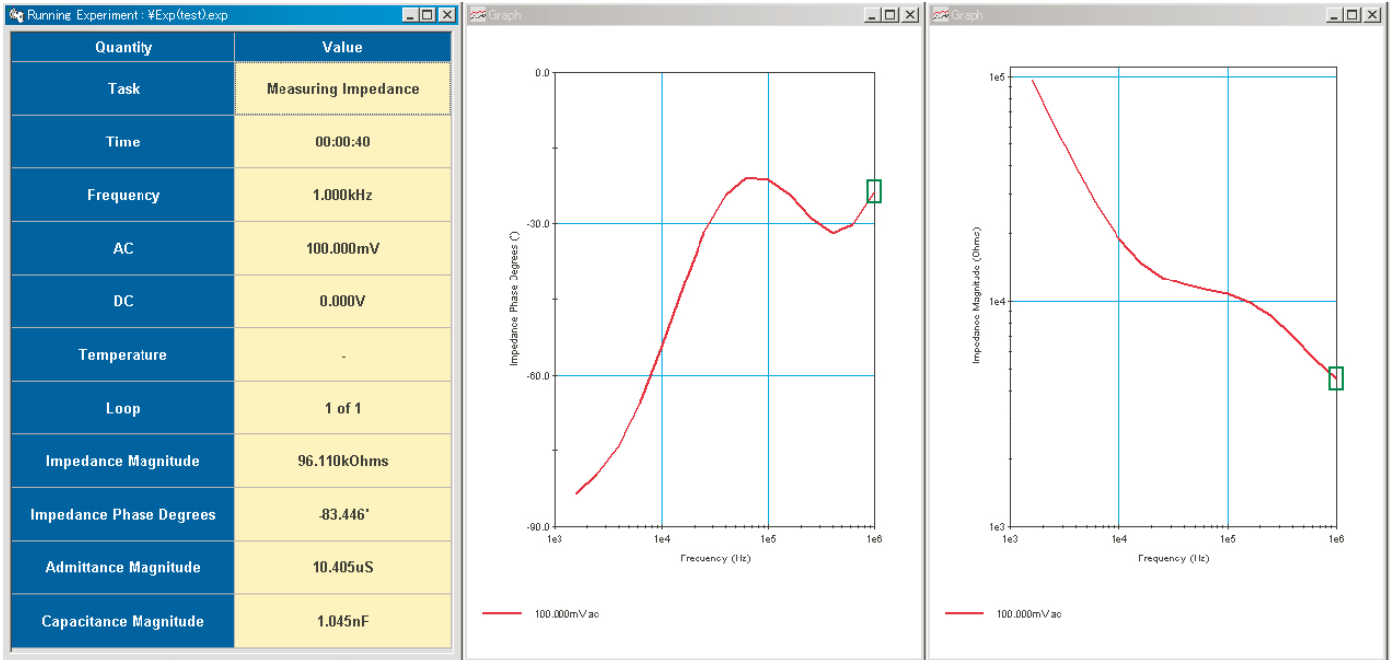 Running Experiment : ¥Exp(test).exp
Quantity Value
Task Measuring Impedance
Time 00:00:40
Frequency 1.000kHz
AC 100.000mV
DC 0.000V
Temperature -
Loop 1 of 1
Impedance Magnitude 96.110kOhms
Impedance Phase Degrees -83.446°
Admittance Magnitude 10.405uS
Capacitance Magnitude 1.045nF
Graph
0.0
-30.0
-60.0
-90.0
Impedance Phase Degrees (°)
1e3 1e4 1e5 1e6
Frequency (Hz)
100.000mVac
Graph
1e5
1e4
1e3
Impedance Magnitude (Ohms)
1e3 1e4 1e5 1e6
Frequency (Hz)
100.000mVac